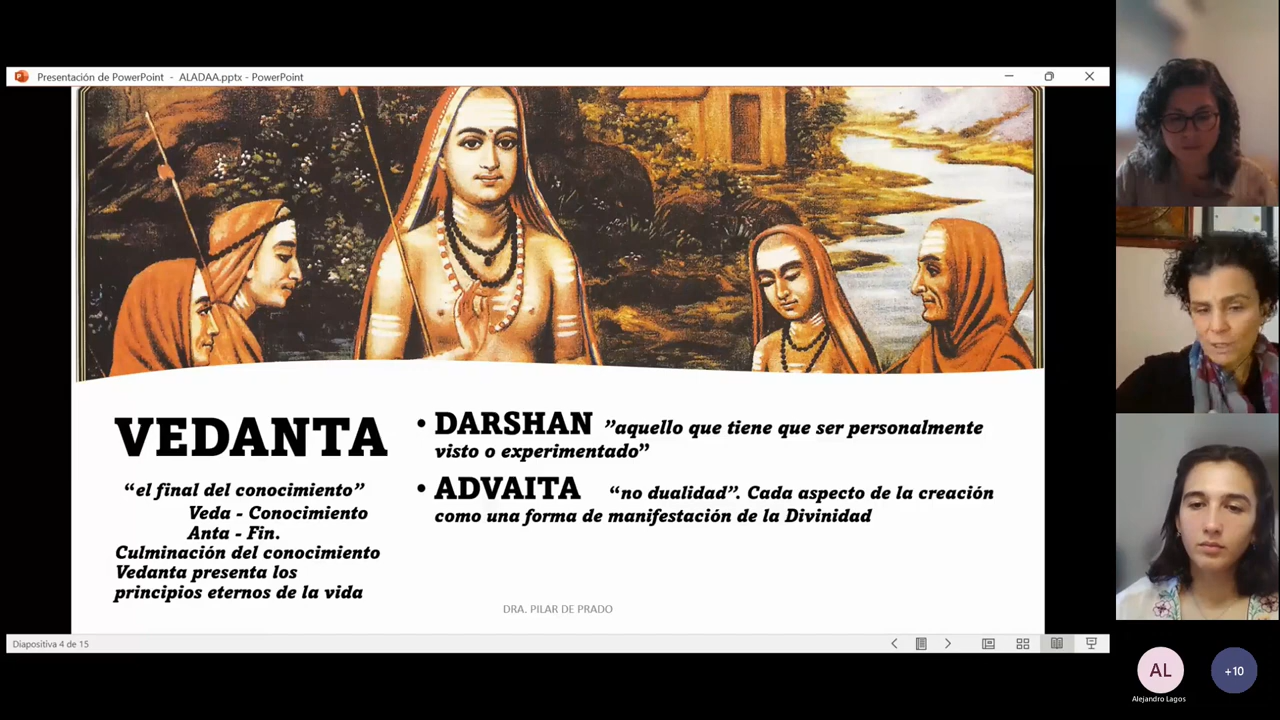 Presentación de PowerPoint - ALADAA.pptx - PowerPoint
VEDANTA
“el final del conocimiento”
Veda - Conocimiento
Anta - Fin.
Culminación del conocimiento
Vedanta presenta los
principios eternos de la vida
• DARSHAN ”aquello que tiene que ser personalmente
visto o experimentado”
• ADVAITA “no dualidad”. Cada aspecto de la creación
como una forma de manifestación de la Divinidad
DRA. PILAR DE PRADO
Diapositiva 4 de 15
AL
Alejandro Lagos
+10